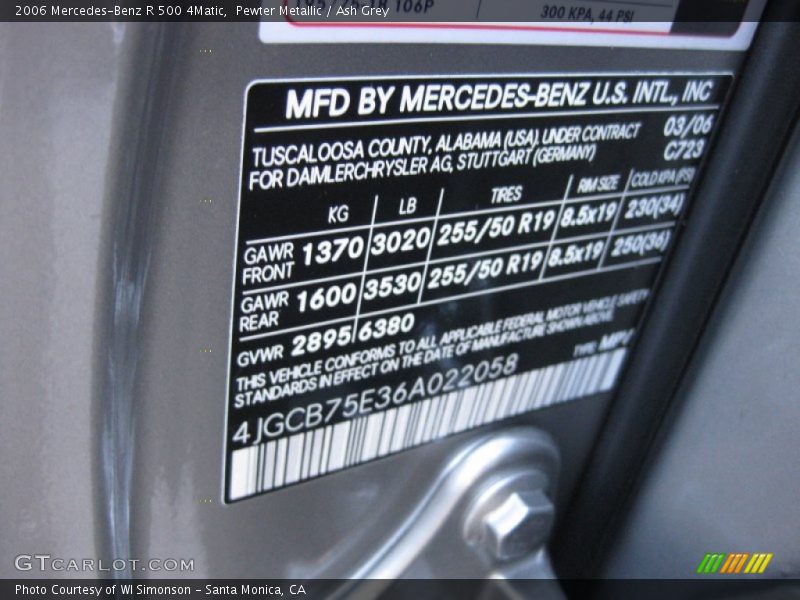 2006 Mercedes-Benz R 500 4Matic,  Pewter Metallic / Ash Grey
106P 300 KPA, 44 PSI
MFD BY MERCEDES-BENZ U.S. INTL., INC
TUSCALOOSA COUNTY, ALABAMA (USA), UNDER CONTRACT 03/06
FOR DAIMLERCHRYSLER AG, STUTTGART (GERMANY) C723
KG LB TIRES RIM SIZE COLD KPA (PSI)
GAWR FRONT 1370 3020 255/50 R19 8.5x19 230(34)
GAWR REAR 1600 3530 255/50 R19 8.5x19 250(36)
GVWR 2895 6380
THIS VEHICLE CONFORMS TO ALL APPLICABLE FEDERAL MOTOR VEHICLE SAFETY
STANDARDS IN EFFECT ON THE DATE OF MANUFACTURE SHOWN ABOVE.
4JGCB75E36A022058 TYPE: MPV
GTCARLOT.COM
Photo Courtesy of WI Simonson - Santa Monica, CA